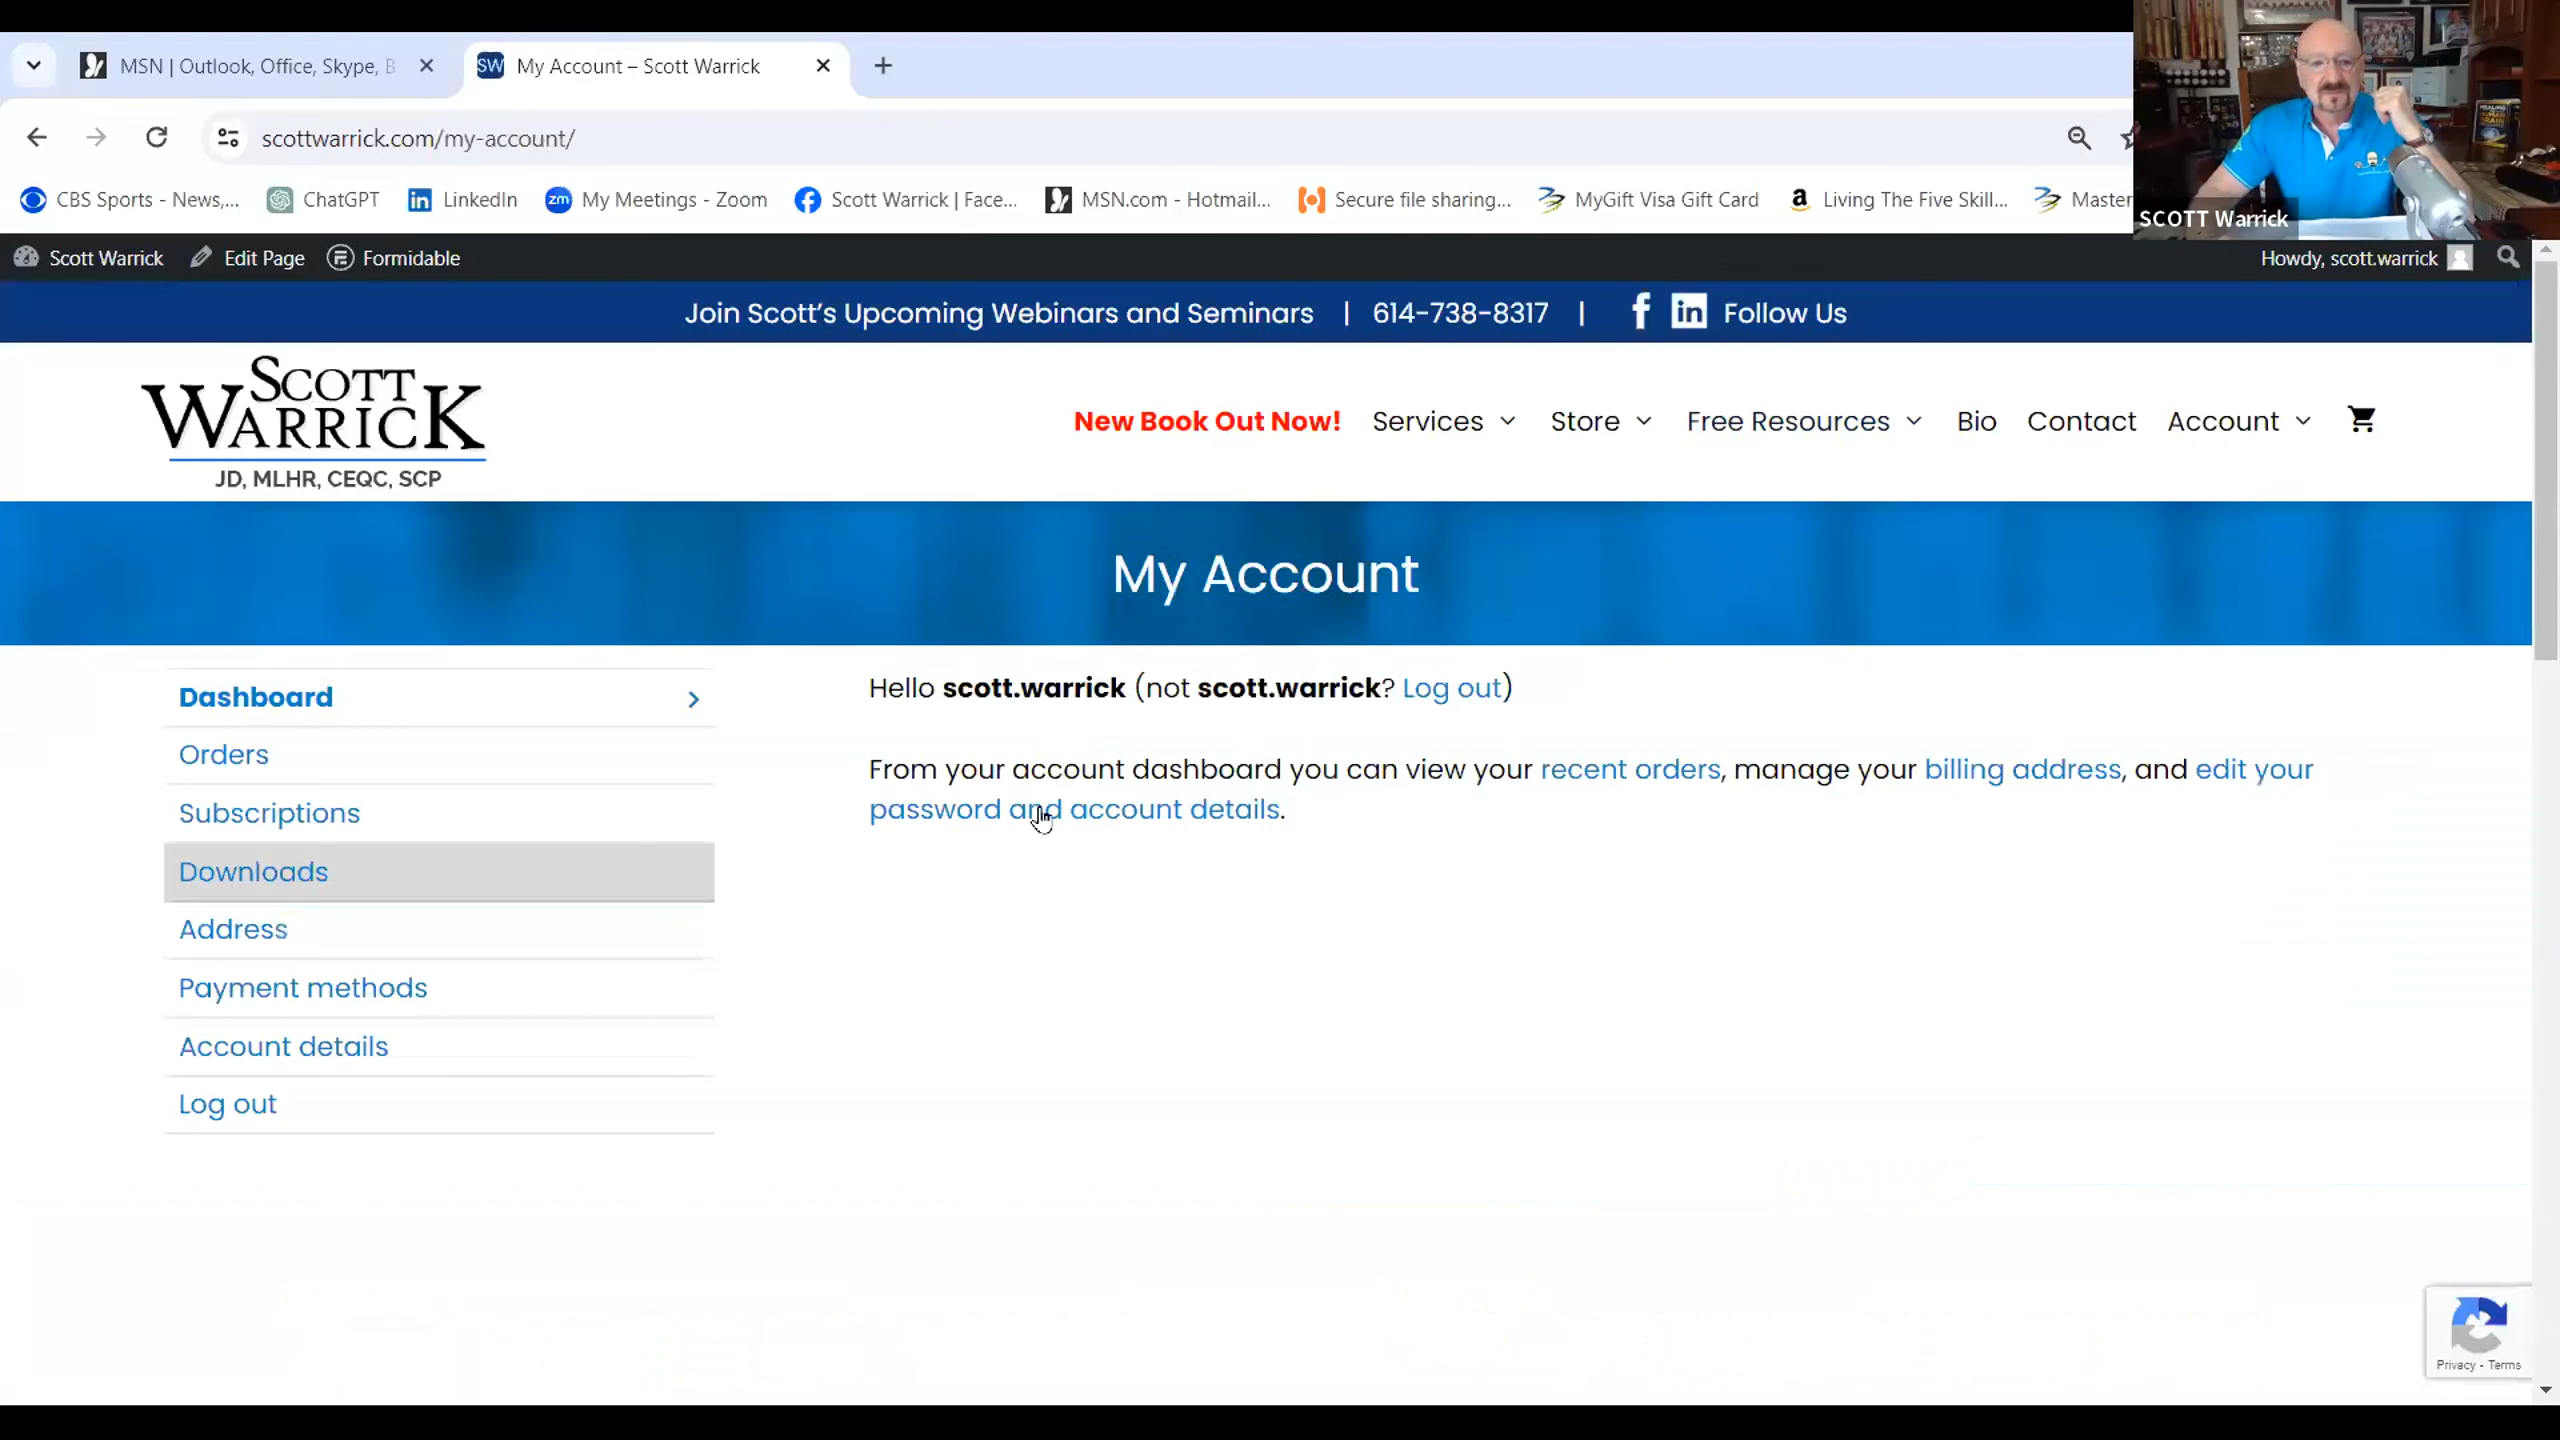 MSN | Outlook, Office, Skype, B
SW My Account – Scott Warrick
scottwarrick.com/my-account/
CBS Sports - News,... ChatGPT LinkedIn zm My Meetings - Zoom Scott Warrick | Face... MSN.com - Hotmail... Secure file sharing... MyGift Visa Gift Card Living The Five Skill... Master
SCOTT Warrick
Scott Warrick Edit Page Formidable Howdy, scott.warrick
Join Scott's Upcoming Webinars and Seminars | 614-738-8317 | Follow Us
SCOTT
WARRICK
JD, MLHR, CEQC, SCP
New Book Out Now! Services Store Free Resources Bio Contact Account
My Account
Dashboard
Orders
Subscriptions
Downloads
Address
Payment methods
Account details
Log out
Hello scott.warrick (not scott.warrick? Log out)
From your account dashboard you can view your recent orders, manage your billing address, and edit your
password and account details.
Privacy - Terms